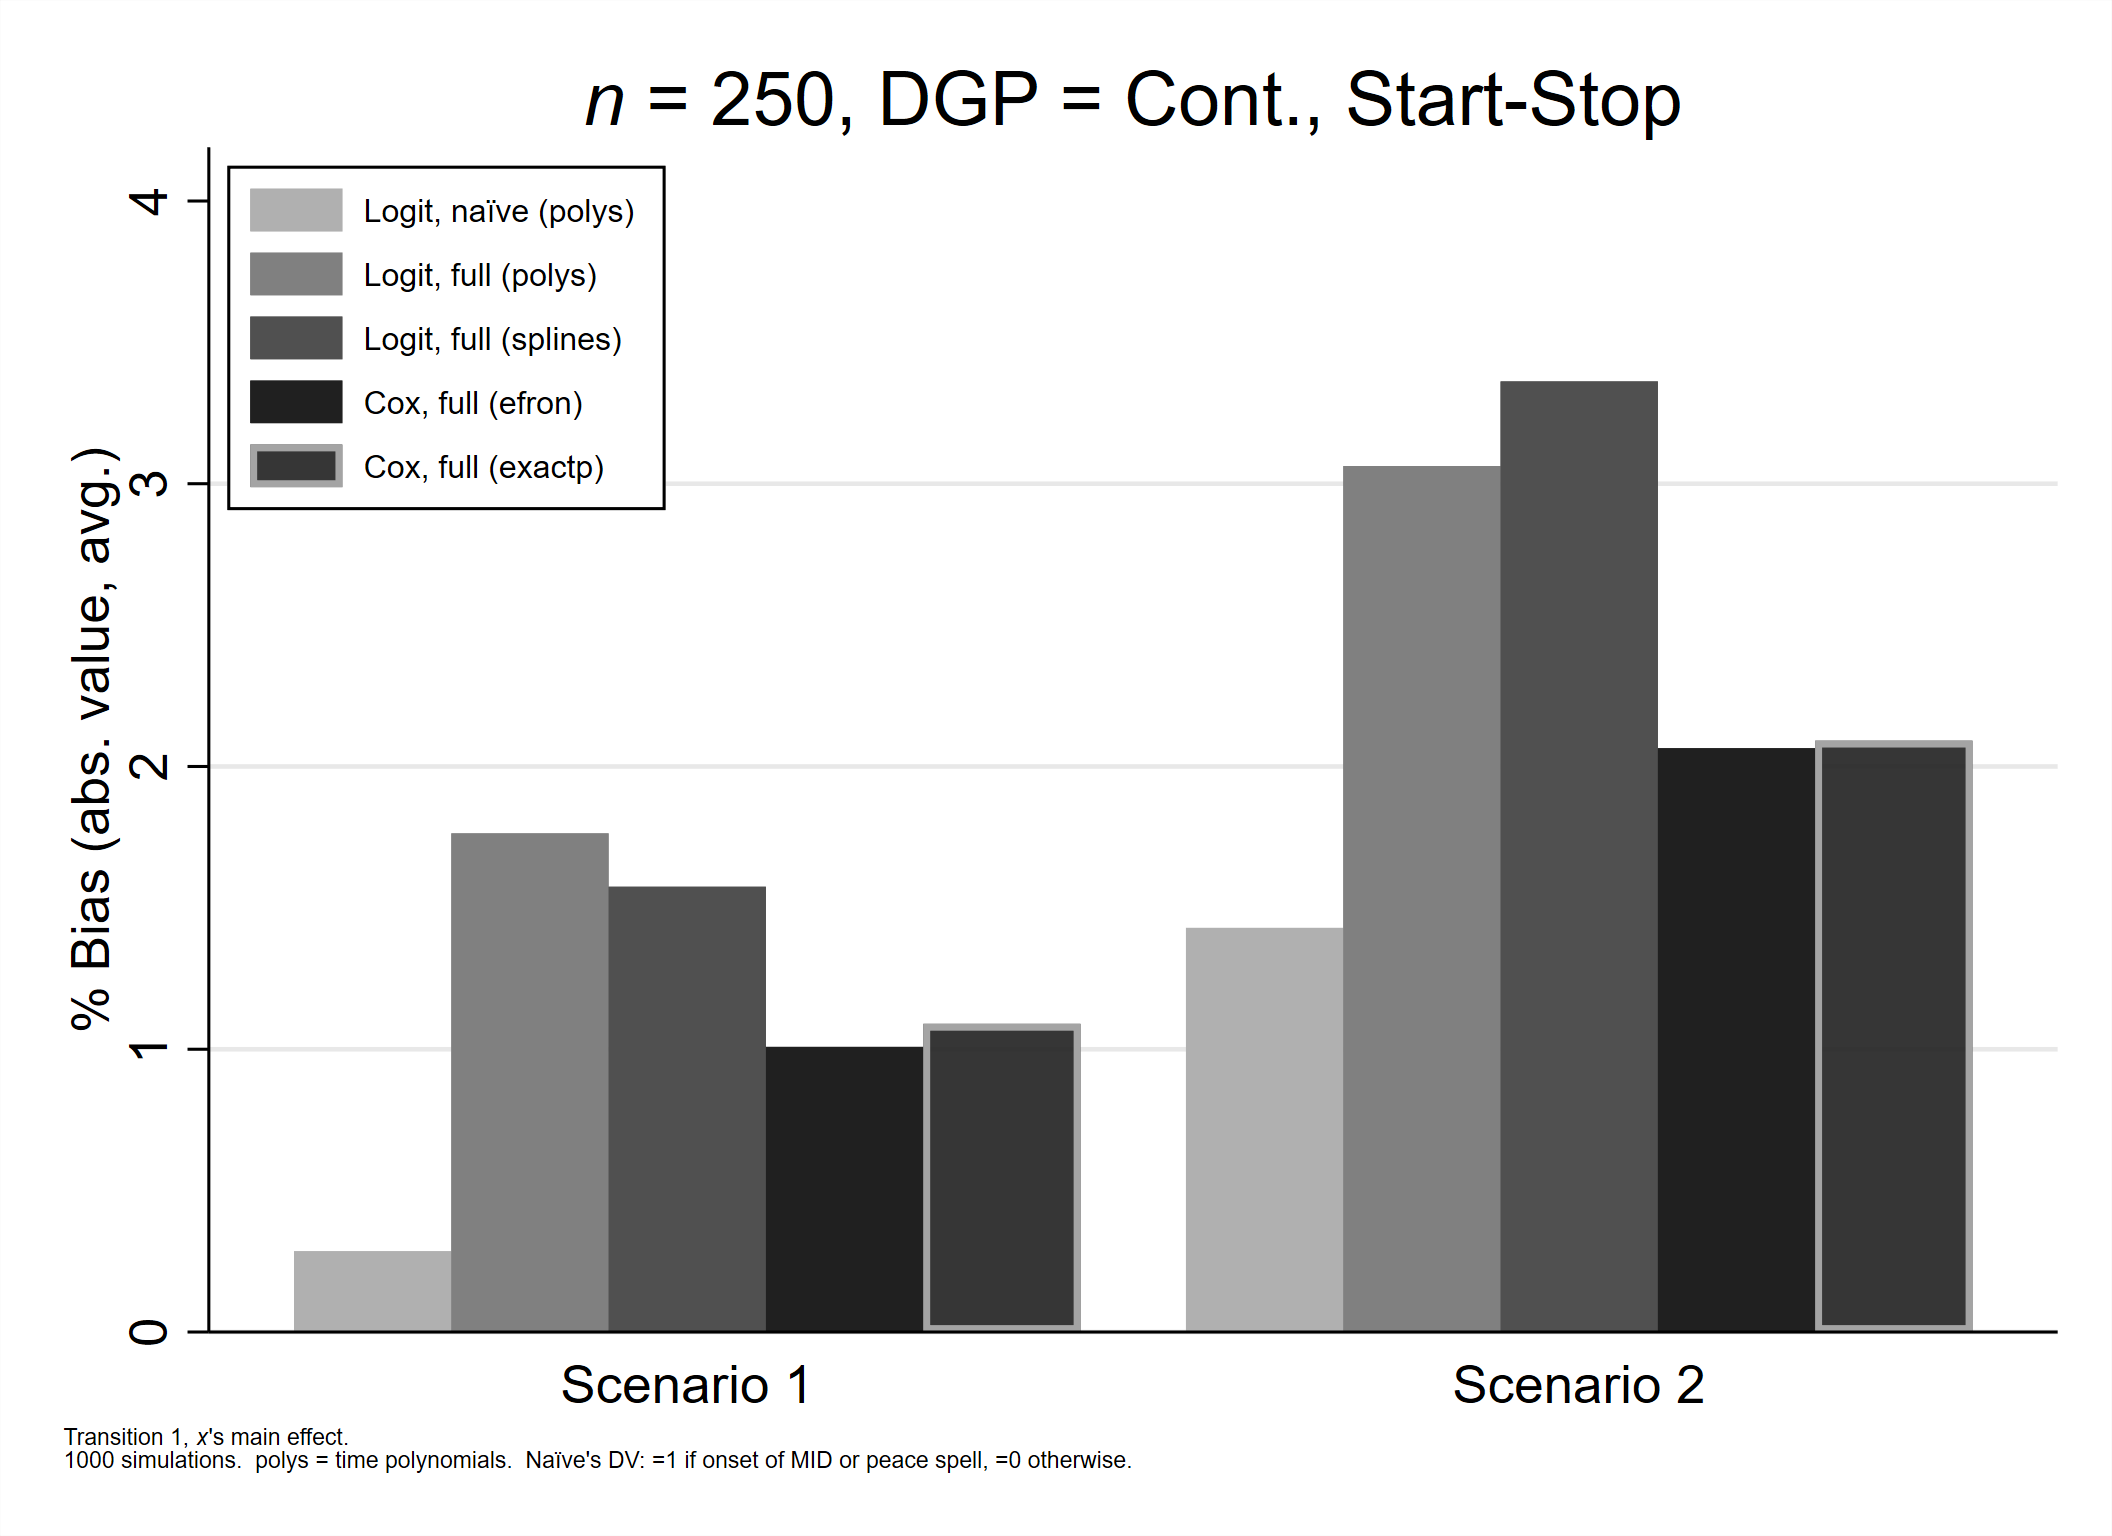 n = 250, DGP = Cont., Start-Stop
Logit, naïve (polys)
Logit, full (polys)
Logit, full (splines)
Cox, full (efron)
Cox, full (exactp)
% Bias (abs. value, avg.)
4
3
2
1
0
Scenario 1
Scenario 2
Transition 1, x's main effect.
1000 simulations.  polys = time polynomials.  Naïve's DV: =1 if onset of MID or peace spell, =0 otherwise.